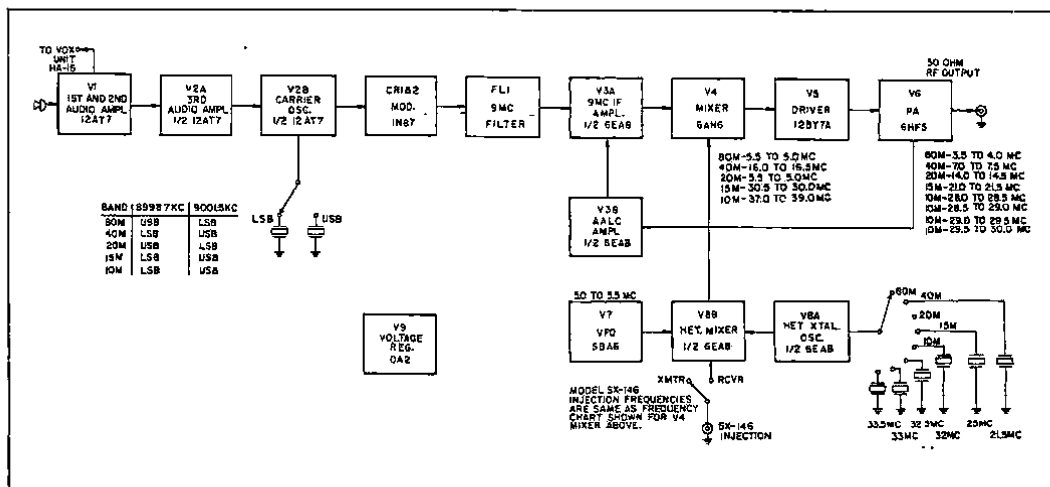 TO VOX
UNIT
HA-16
V1
1ST AND 2ND
AUDIO AMPL
12AT7
V2A
3RD
AUDIO AMPL
1/2 12AT7
V2B
CARRIER
OSC.
1/2 12AT7
CR1&2
MOD.
1N87
FL1
9MC
FILTER
V3A
9MC IF
AMPL.
1/2 6EA8
V4
MIXER
6AH6
V5
DRIVER
12BY7A
V6
PA
6HF5
50 OHM
RF OUTPUT
80M-5.5 TO 5.0MC
40M-16.0 TO 16.5MC
20M-5.5 TO 5.0MC
15M-30.5 TO 30.0MC
10M-37.0 TO 39.0MC
80M-3.5 TO 4.0 MC
40M-7.0 TO 7.5 MC
20M-14.0 TO 14.5 MC
15M-21.0 TO 21.5 MC
10M-28.0 TO 28.5 MC
10M-28.5 TO 29.0 MC
10M-29.0 TO 29.5 MC
10M-29.5 TO 30.0 MC
BAND 8998.7KC 9001.5KC
80M USB LSB
40M LSB USB
20M USB LSB
15M LSB USB
10M LSB USB
LSB
USB
V3B
AALC
AMPL
1/2 6EA8
V9
VOLTAGE
REG.
OA2
5.0 TO 5.5 MC
V7
VFO
6BA6
V8B
HET. MIXER
1/2 6EA8
V8A
HET XTAL.
OSC.
1/2 6EA8
80M
40M
20M
15M
10M
XMTR
RCVR
MODEL SX-146
INJECTION FREQUENCIES
ARE SAME AS FREQUENCY
CHART SHOWN FOR V4
MIXER ABOVE.
SX-146
INJECTION
33.5MC
33MC
32.5MC
32MC
25MC
21.5MC